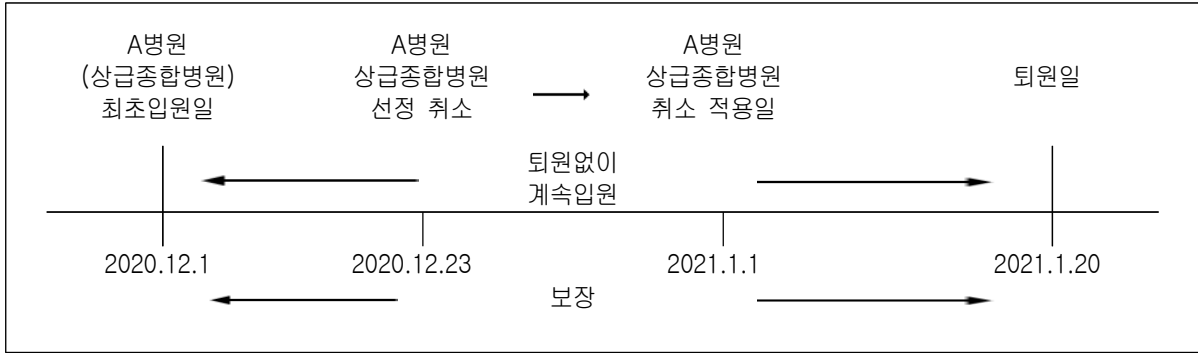 A병원
(상급종합병원)
최초입원일
A병원
상급종합병원
선정 취소
A병원
상급종합병원
취소 적용일
퇴원일
퇴원없이
계속입원
2020.12.1
2020.12.23
2021.1.1
2021.1.20
보장